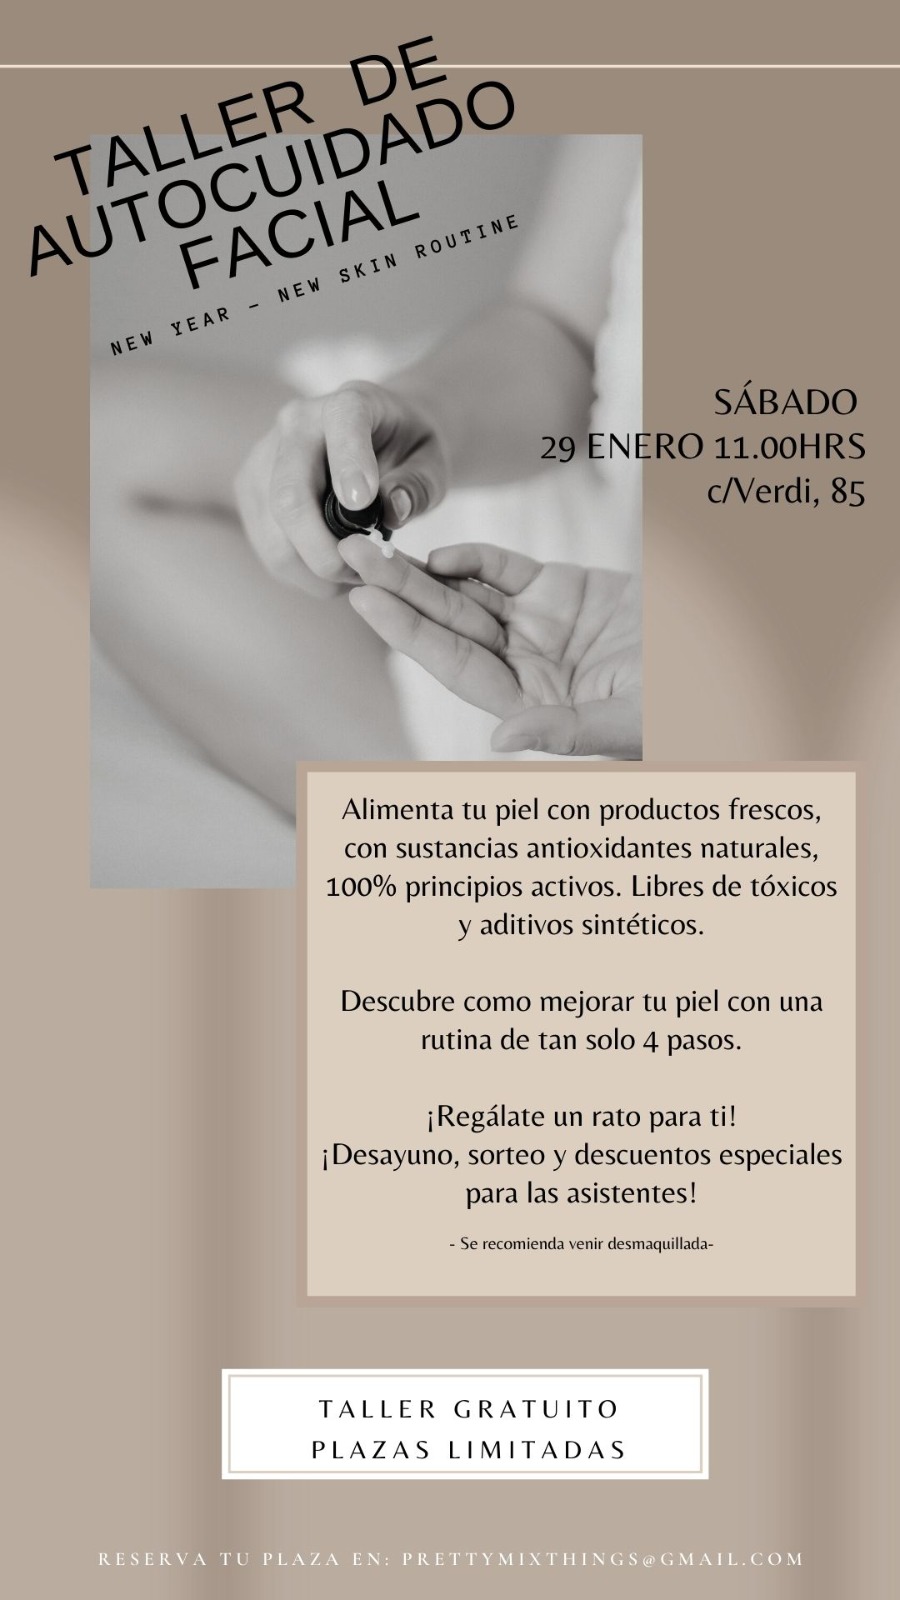 TALLER DE
AUTOCUIDADO
FACIAL
NEW YEAR - NEW SKIN ROUTINE
SÁBADO
29 ENERO 11.00HRS
c/Verdi, 85
Alimenta tu piel con productos frescos,
con sustancias antioxidantes naturales,
100% principios activos. Libres de tóxicos
y aditivos sintéticos.
Descubre como mejorar tu piel con una
rutina de tan solo 4 pasos.
¡Regálate un rato para ti!
¡Desayuno, sorteo y descuentos especiales
para las asistentes!
- Se recomienda venir desmaquillada-
TALLER GRATUITO
PLAZAS LIMITADAS
RESERVA TU PLAZA EN: PRETTYMIXTHINGS@GMAIL.COM